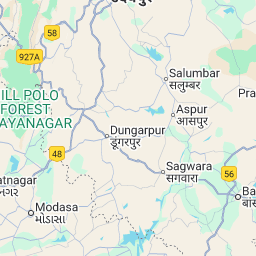 58
927A
Salumbar
सलुम्बर
Pra
Aspur
आसपुर
FOREST,
AYANAGAR
Dungarpur
डूंगरपुर
48
Sagwara
सगवारा
56
Modasa
મોડાસા
ILL POLO
atnagar
નગર
Ba
बां